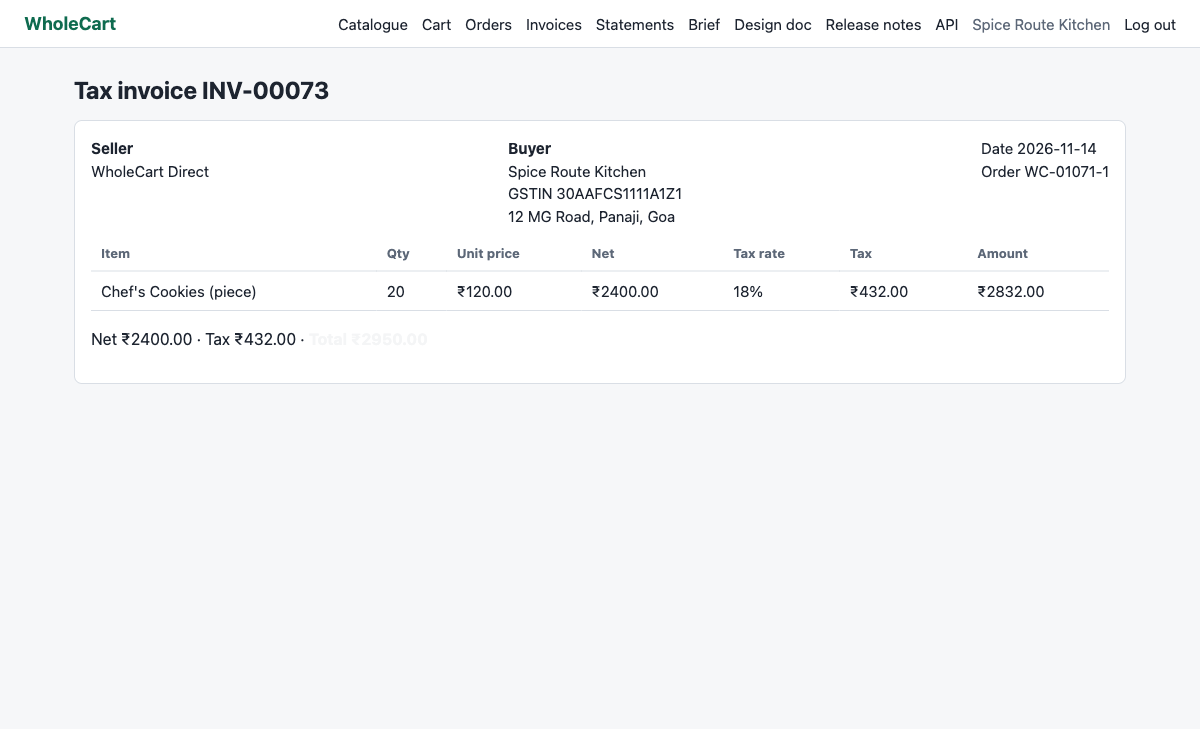 WholeCart
Catalogue Cart Orders Invoices Statements Brief Design doc Release notes API Spice Route Kitchen Log out
Tax invoice INV-00073
Seller
WholeCart Direct
Buyer
Spice Route Kitchen
GSTIN 30AAFCS1111A1Z1
12 MG Road, Panaji, Goa
Date 2026-11-14
Order WC-01071-1
Item Qty Unit price Net Tax rate Tax Amount
Chef's Cookies (piece) 20 ₹120.00 ₹2400.00 18% ₹432.00 ₹2832.00
Net ₹2400.00 · Tax ₹432.00 · Total ₹2950.00